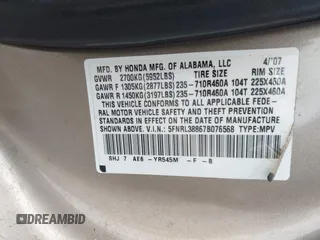 MFD. BY HONDA MFG. OF ALABAMA, LLC 4/'07
GVWR 2700KG(5952LBS) TIRE SIZE RIM SIZE
GAWR F 1305KG(2877LBS) 235-710R460A 104T 225X460A
GAWR R 1450KG(3197LBS) 235-710R460A 104T 225X460A
THIS VEHICLE CONFORMS TO ALL APPLICABLE FEDE-
RAL MOTOR VEHICLE SAFETY AND THEFT PREVENTION
STANDARDS IN EFFECT ON THE DATE OF MANUFACTURE
SHOWN ABOVE. V.I.N.: 5FNRL38867B076568 TYPE:MPV
SHJ 7 AE6 -YR545M -F -B
BIDFAX.INFO